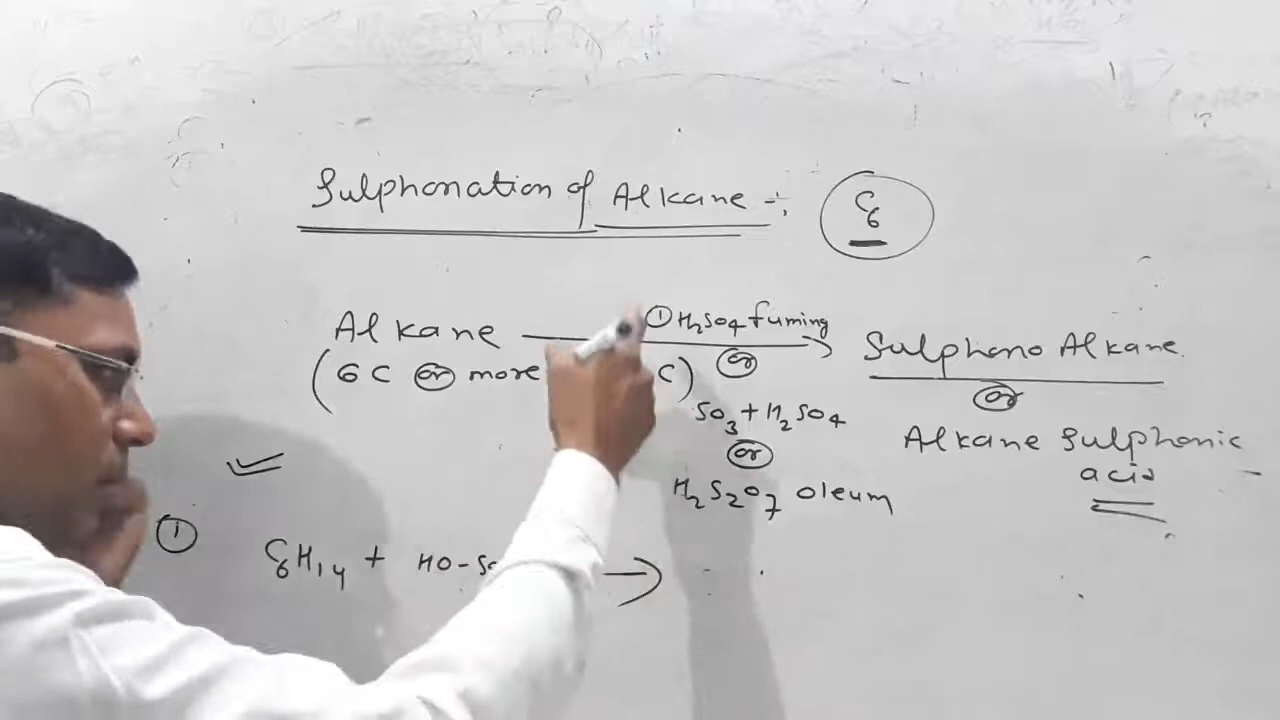 Sulphonation of Alkane -:
C6
Alkane ⟶ Sulphono Alkane.
① H2SO4 fuming
(6C or more C)
or
SO3 + H2SO4
or
H2S2O7 oleum
or
Alkane Sulphonic
acid
① C6H14 + HO-S →